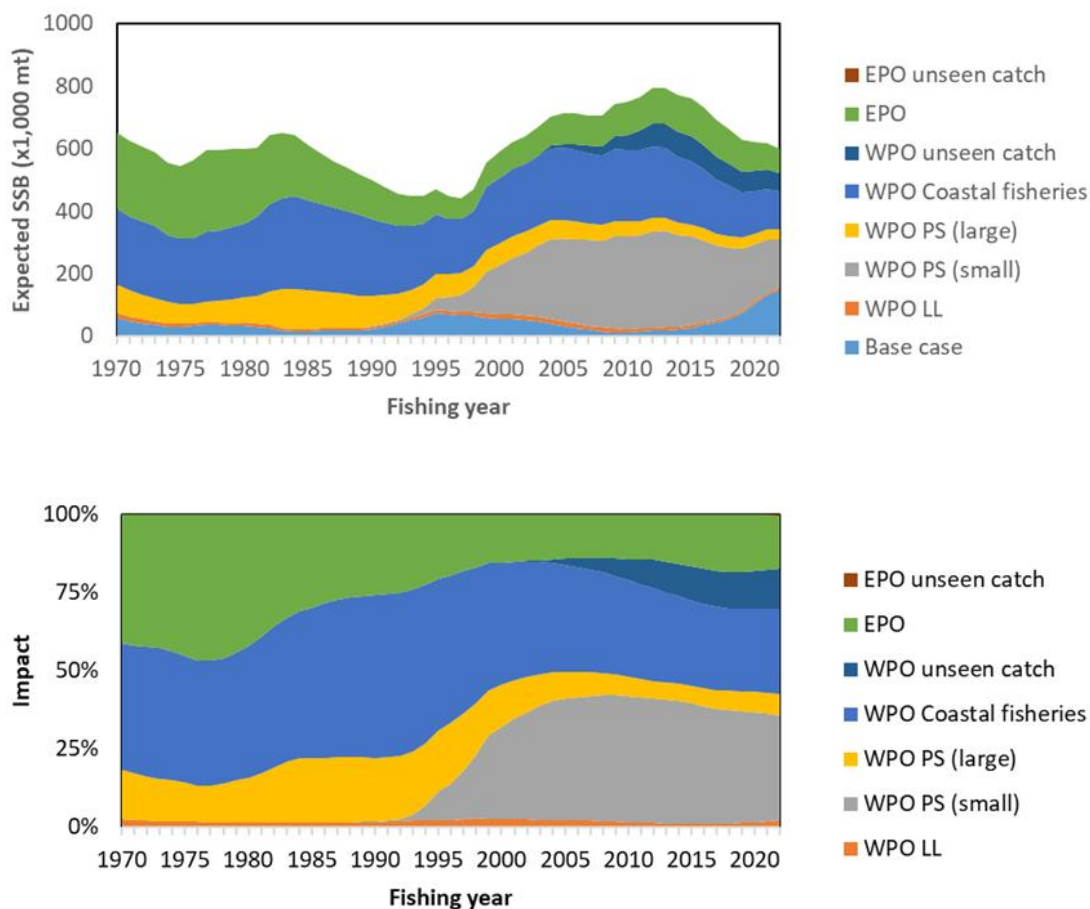 Expected SSB (x1,000 mt)
1000
800
600
400
200
0
1970 1975 1980 1985 1990 1995 2000 2005 2010 2015 2020
Fishing year
EPO unseen catch
EPO
WPO unseen catch
WPO Coastal fisheries
WPO PS (large)
WPO PS (small)
WPO LL
Base case
Impact
100%
75%
50%
25%
0%
1970 1975 1980 1985 1990 1995 2000 2005 2010 2015 2020
Fishing year
EPO unseen catch
EPO
WPO unseen catch
WPO Coastal fisheries
WPO PS (large)
WPO PS (small)
WPO LL